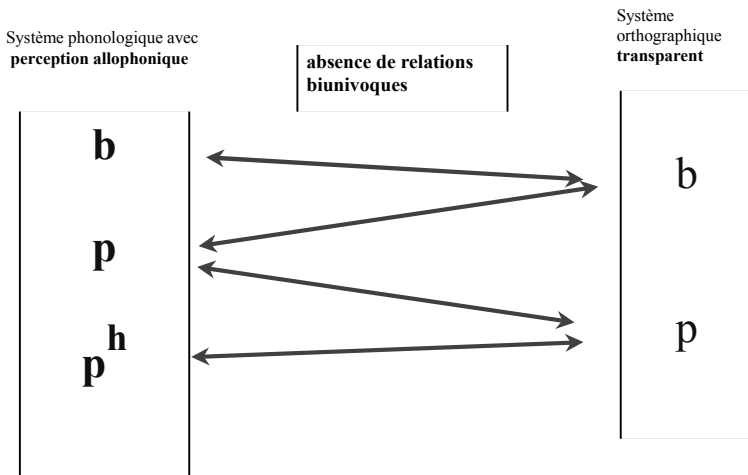 Système phonologique avec
perception allophonique
absence de relations
biunivoques
Système
orthographique
transparent
b
p
pʰ
b
p